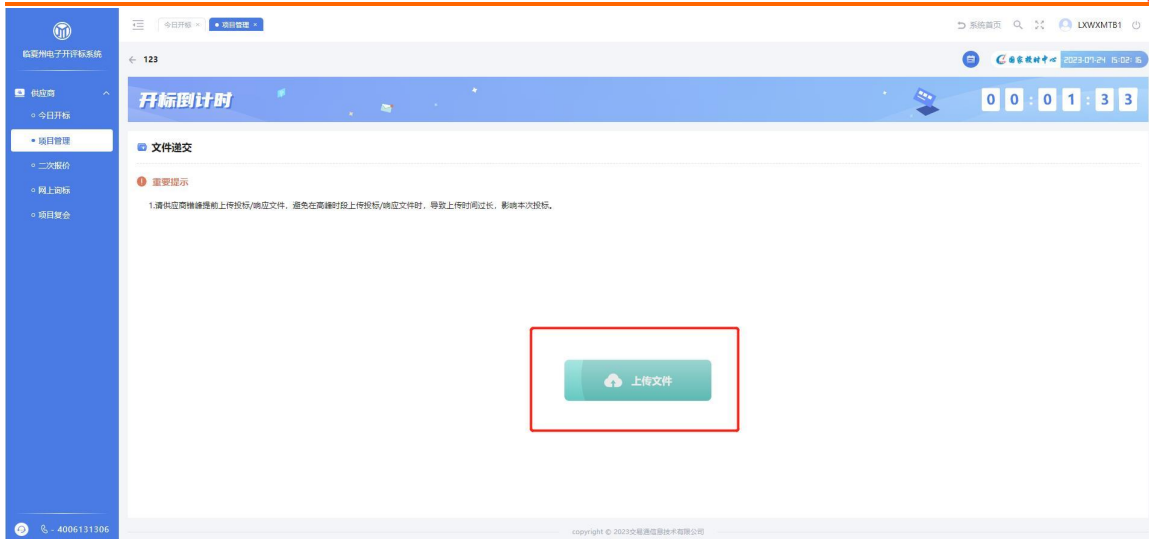 今日开标 ×
• 项目管理 ×
系统首页
LXWXMTB1
临夏州电子开评标系统
← 123
国家授时中心 2023-07-24 15:02:16
供应商
今日开标
项目管理
二次报价
网上询标
项目复会
开标倒计时
0 0 : 0 1 : 3 3
文件递交
重要提示
1.请供应商错峰提前上传投标/响应文件，避免在高峰时段上传投标/响应文件时，导致上传时间过长，影响本次投标。
上传文件
- 4006131306
copyright © 2023交易通信息技术有限公司